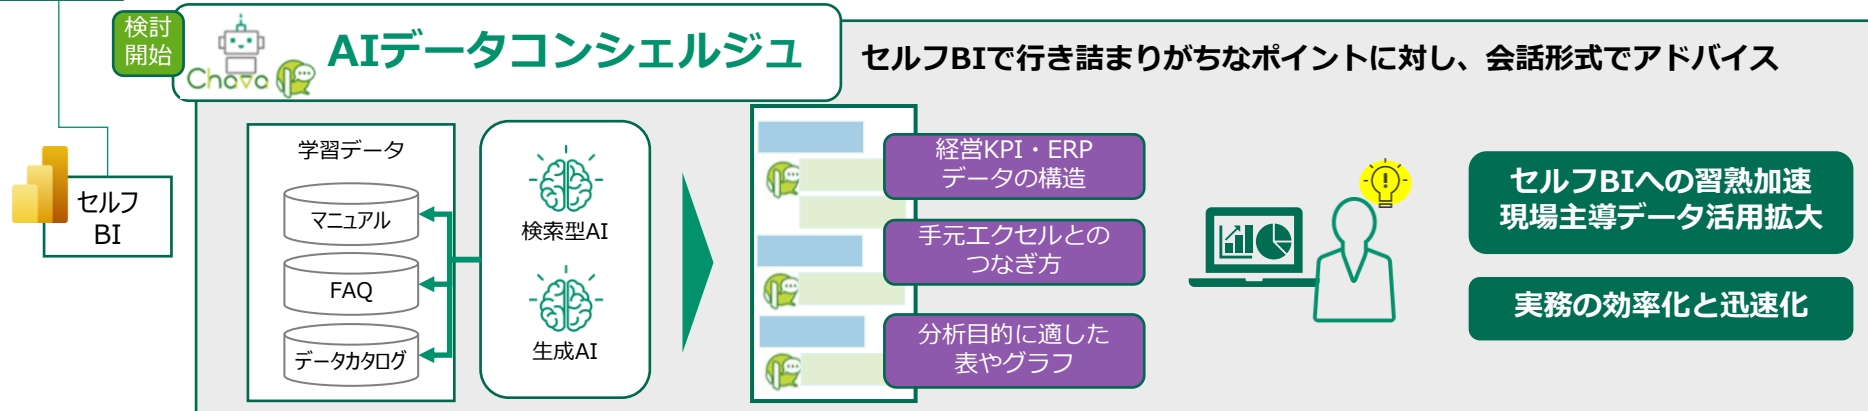 検討
開始
Chava
AIデータコンシェルジュ
セルフBIで行き詰まりがちなポイントに対し、会話形式でアドバイス
セルフ
BI
学習データ
マニュアル
FAQ
データカタログ
検索型AI
生成AI
経営KPI・ERP
データの構造
手元エクセルとの
つなぎ方
分析目的に適した
表やグラフ
セルフBIへの習熟加速
現場主導データ活用拡大
実務の効率化と迅速化